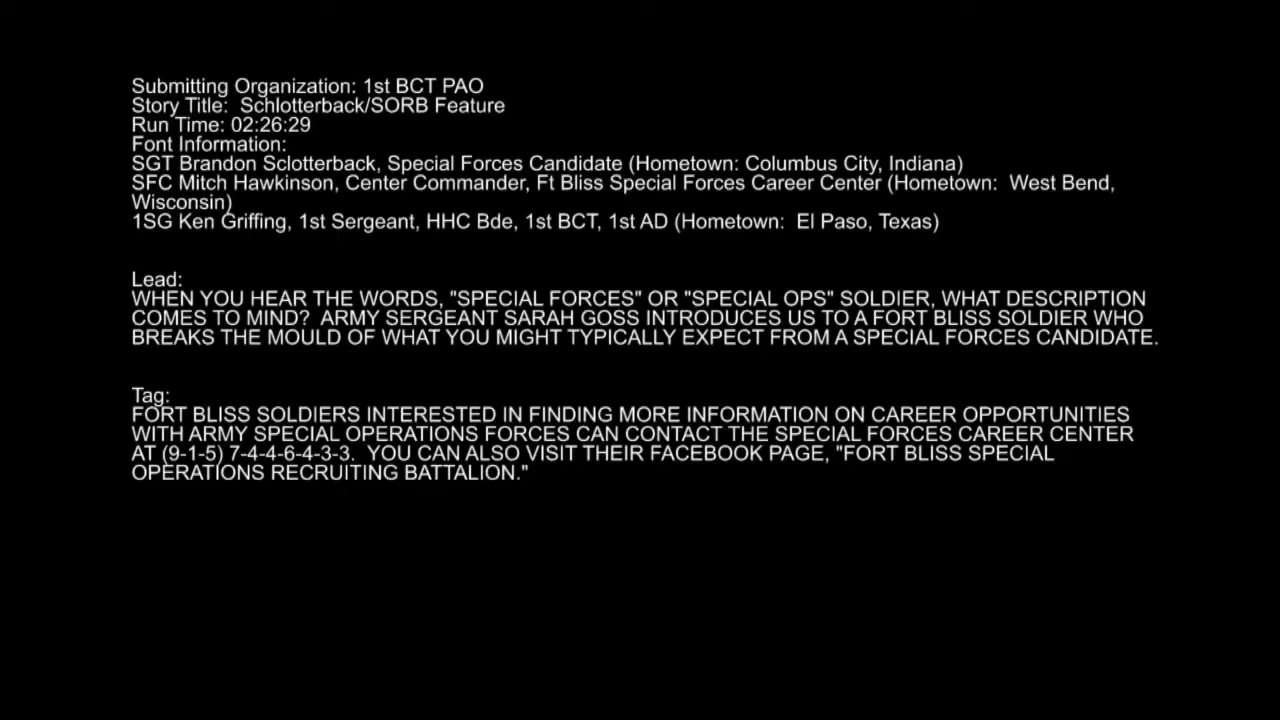 Submitting Organization: 1st BCT PAO
Story Title:  Schlotterback/SORB Feature
Run Time: 02:26:29
Font Information:
SGT Brandon Sclotterback, Special Forces Candidate (Hometown: Columbus City, Indiana)
SFC Mitch Hawkinson, Center Commander, Ft Bliss Special Forces Career Center (Hometown:  West Bend,
Wisconsin)
1SG Ken Griffing, 1st Sergeant, HHC Bde, 1st BCT, 1st AD (Hometown:  El Paso, Texas)
Lead:
WHEN YOU HEAR THE WORDS, "SPECIAL FORCES" OR "SPECIAL OPS" SOLDIER, WHAT DESCRIPTION
COMES TO MIND?  ARMY SERGEANT SARAH GOSS INTRODUCES US TO A FORT BLISS SOLDIER WHO
BREAKS THE MOULD OF WHAT YOU MIGHT TYPICALLY EXPECT FROM A SPECIAL FORCES CANDIDATE.
Tag:
FORT BLISS SOLDIERS INTERESTED IN FINDING MORE INFORMATION ON CAREER OPPORTUNITIES
WITH ARMY SPECIAL OPERATIONS FORCES CAN CONTACT THE SPECIAL FORCES CAREER CENTER
AT (9-1-5) 7-4-4-6-4-3-3.  YOU CAN ALSO VISIT THEIR FACEBOOK PAGE, "FORT BLISS SPECIAL
OPERATIONS RECRUITING BATTALION."